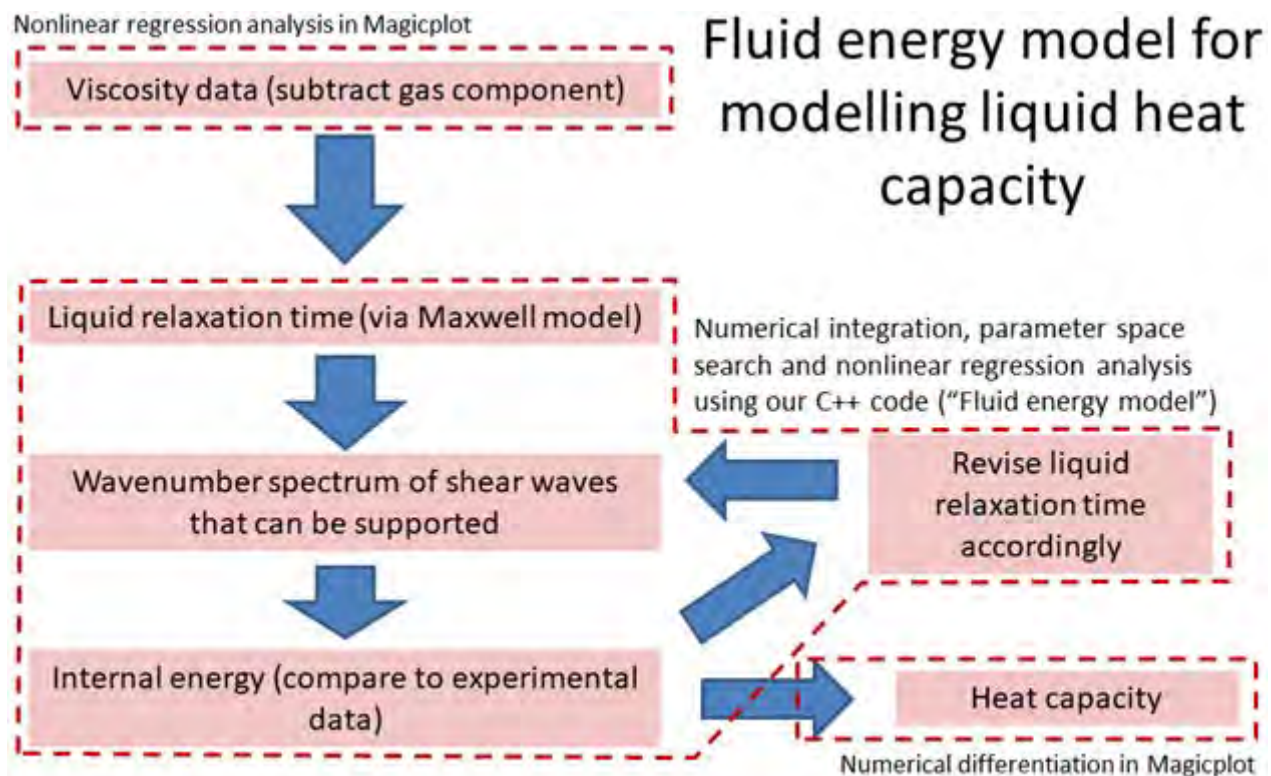 Nonlinear regression analysis in Magicplot
Fluid energy model for
modelling liquid heat
capacity
Viscosity data (subtract gas component)
Liquid relaxation time (via Maxwell model)
Numerical integration, parameter space
search and nonlinear regression analysis
using our C++ code (“Fluid energy model”)
Wavenumber spectrum of shear waves
that can be supported
Revise liquid
relaxation time
accordingly
Internal energy (compare to experimental
data)
Heat capacity
Numerical differentiation in Magicplot